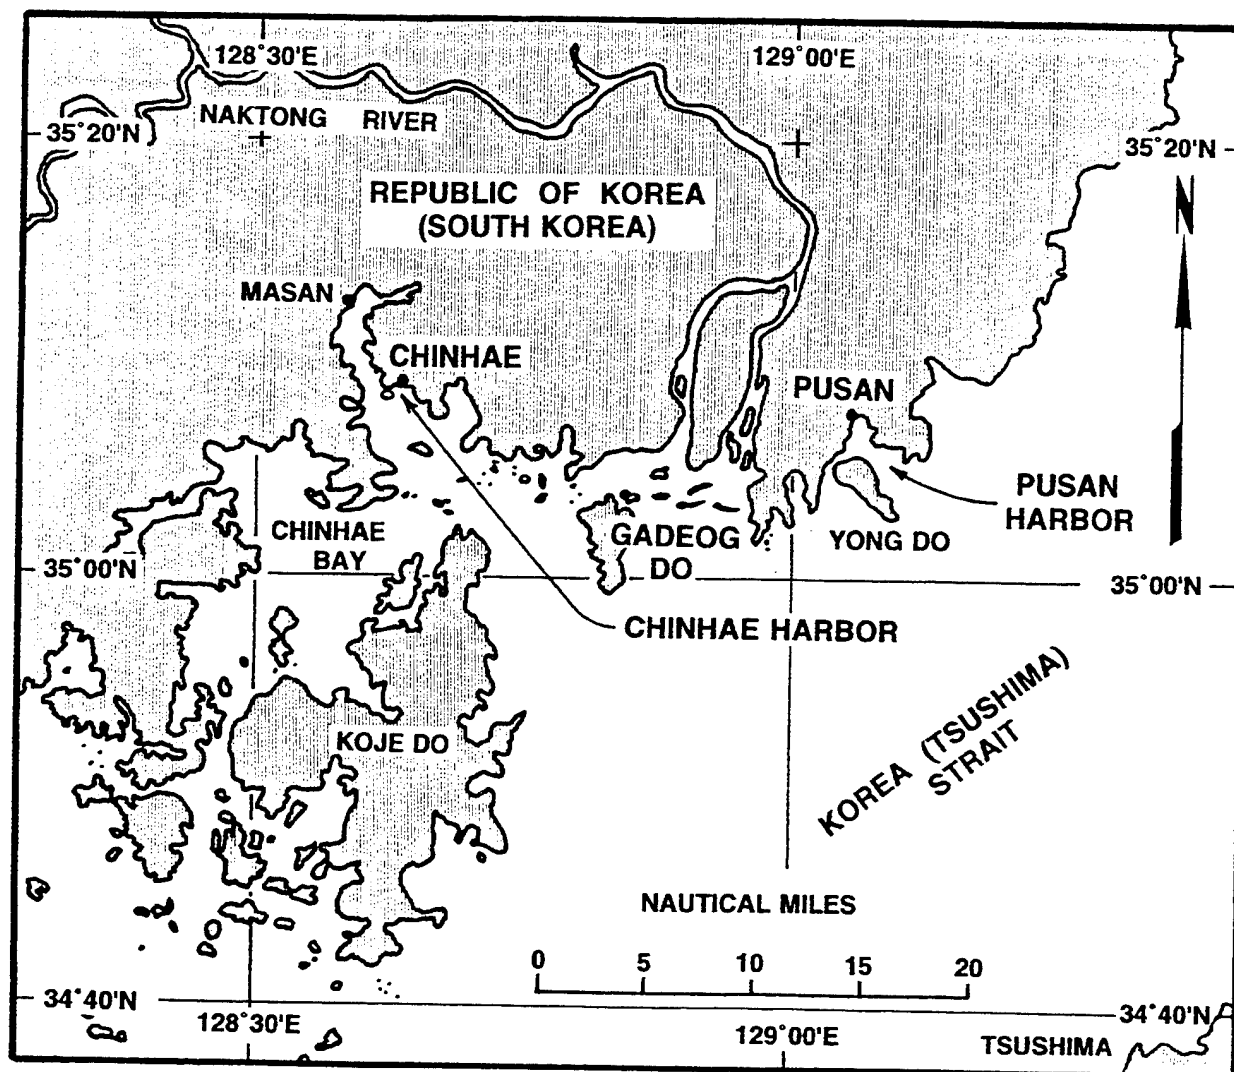 128°30'E
129°00'E
NAKTONG RIVER
35°20'N
35°20'N
REPUBLIC OF KOREA
(SOUTH KOREA)
N
MASAN
CHINHAE
PUSAN
PUSAN
HARBOR
CHINHAE
BAY
GADEOG
DO
YONG DO
35°00'N
35°00'N
CHINHAE HARBOR
KOREA (TSUSHIMA)
STRAIT
KOJE DO
NAUTICAL MILES
0 5 10 15 20
34°40'N
34°40'N
128°30'E
129°00'E
TSUSHIMA